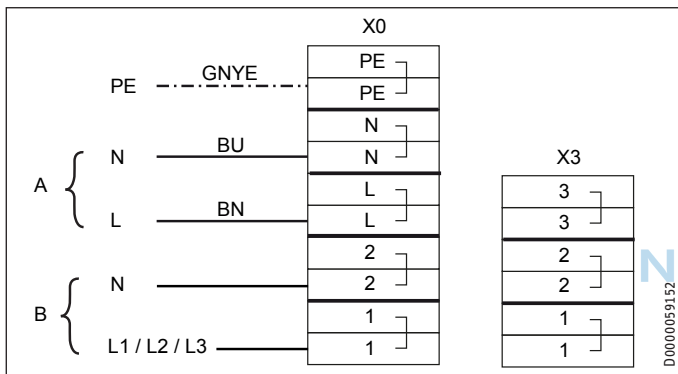 X0
PE
PE GNYE PE
N
A N BU N X3
L 3
L BN L 3
2 2
N 2 2
B 1 1
L1 / L2 / L3 1 1
N
D0000059152